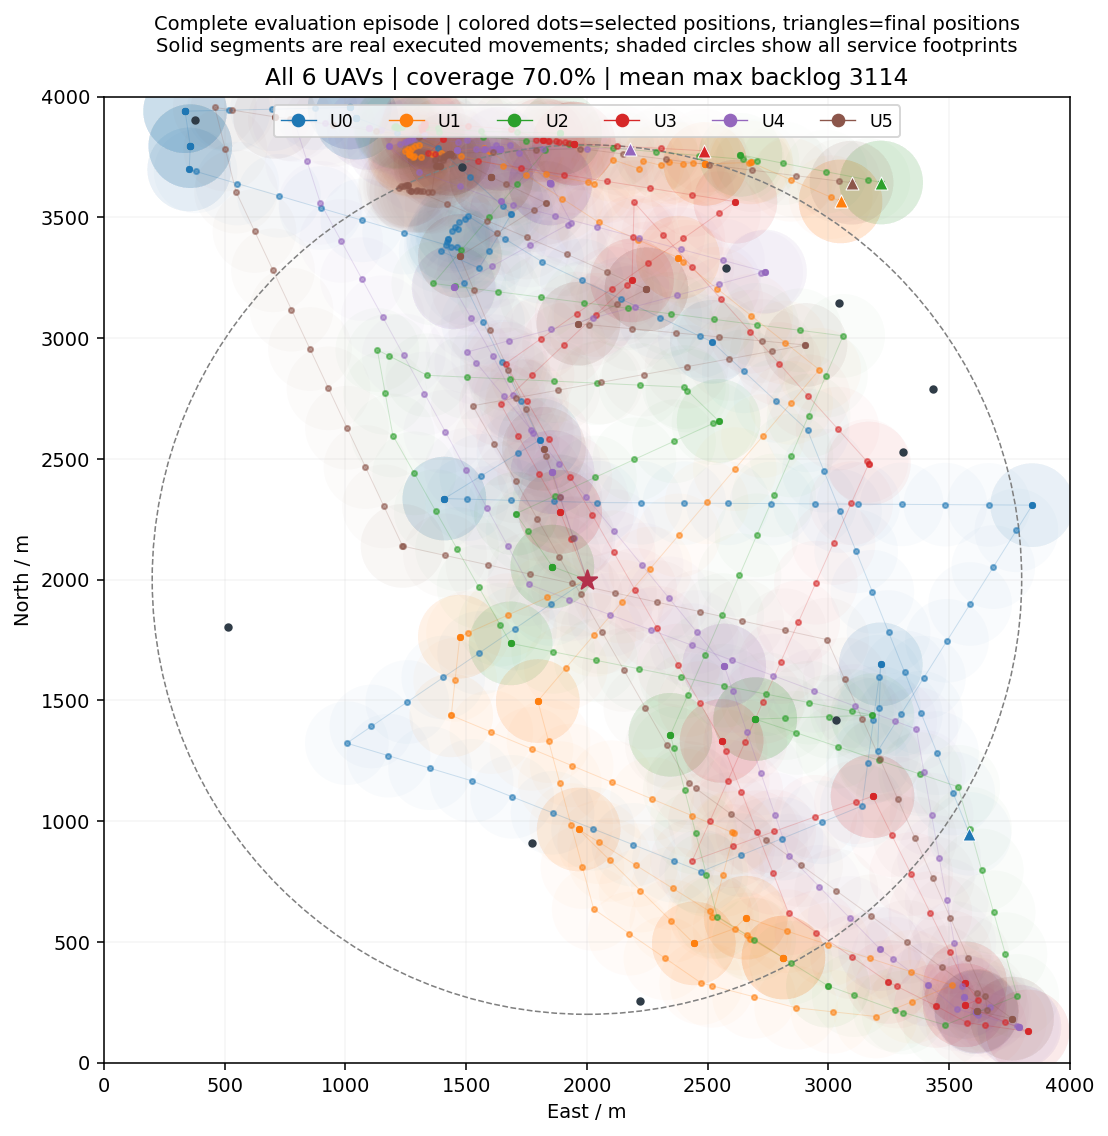 Complete evaluation episode | colored dots=selected positions, triangles=final positions
Solid segments are real executed movements; shaded circles show all service footprints
All 6 UAVs | coverage 70.0% | mean max backlog 3114
U0 U1 U2 U3 U4 U5
4000
3500
3000
2500
2000
1500
1000
500
0
North / m
0 500 1000 1500 2000 2500 3000 3500 4000
East / m